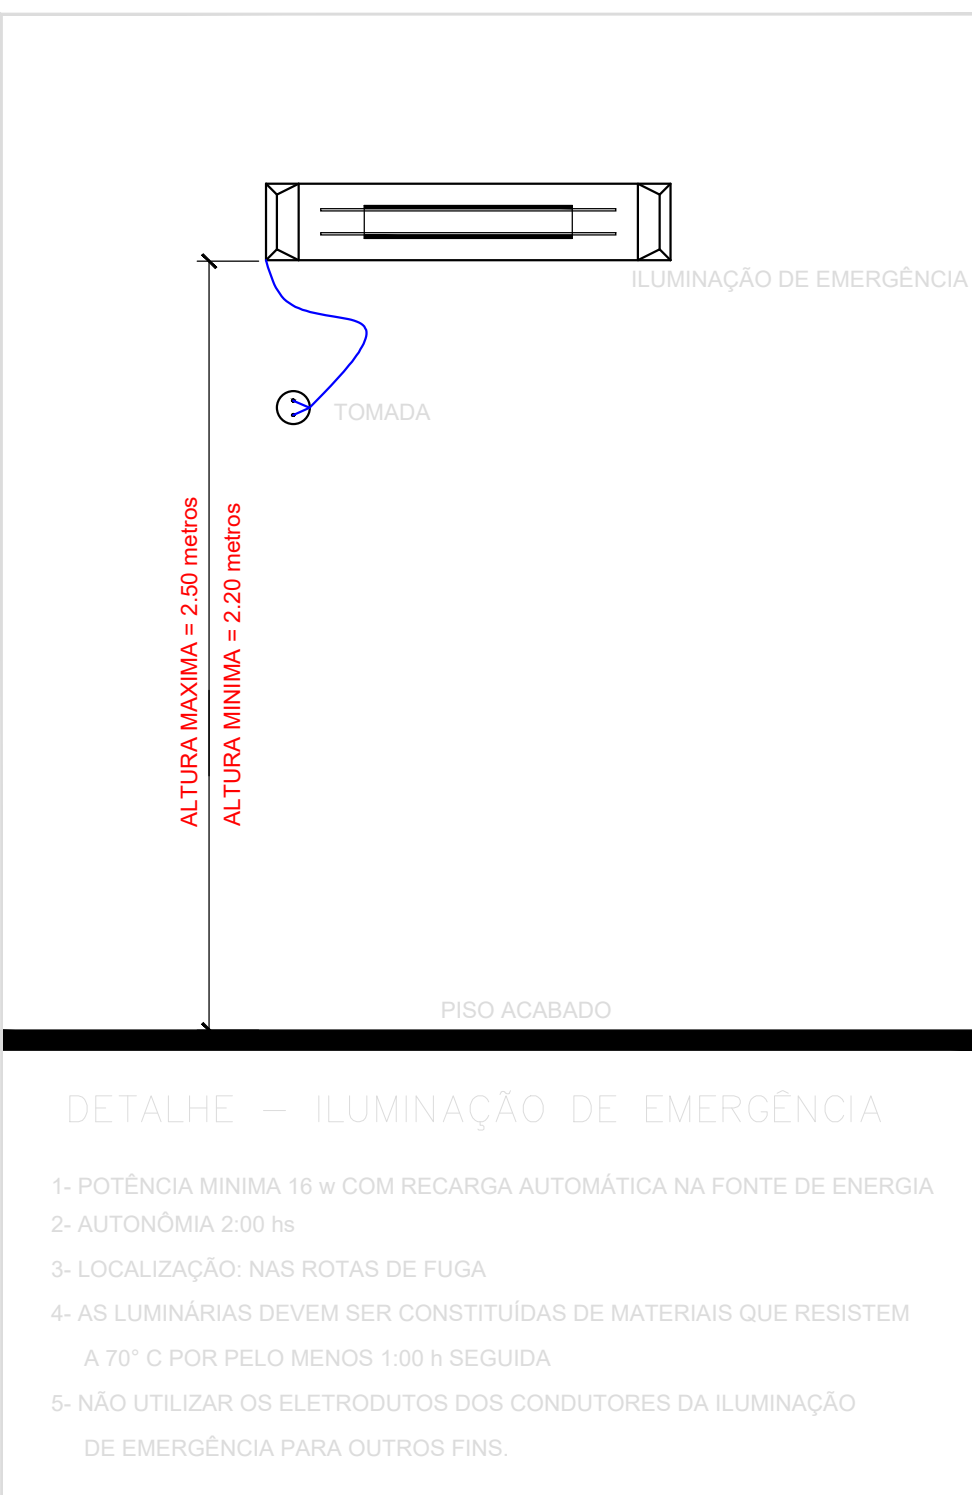 ILUMINAÇÃO DE EMERGÊNCIA
TOMADA
ALTURA MAXIMA = 2.50 metros
ALTURA MINIMA = 2.20 metros
PISO ACABADO
DETALHE – ILUMINAÇÃO DE EMERGÊNCIA
1- POTÊNCIA MINIMA 16 w COM RECARGA AUTOMÁTICA NA FONTE DE ENERGIA
2- AUTONÔMIA 2:00 hs
3- LOCALIZAÇÃO: NAS ROTAS DE FUGA
4- AS LUMINÁRIAS DEVEM SER CONSTITUÍDAS DE MATERIAIS QUE RESISTEM
A 70° C POR PELO MENOS 1:00 h SEGUIDA
5- NÃO UTILIZAR OS ELETRODUTOS DOS CONDUTORES DA ILUMINAÇÃO
DE EMERGÊNCIA PARA OUTROS FINS.